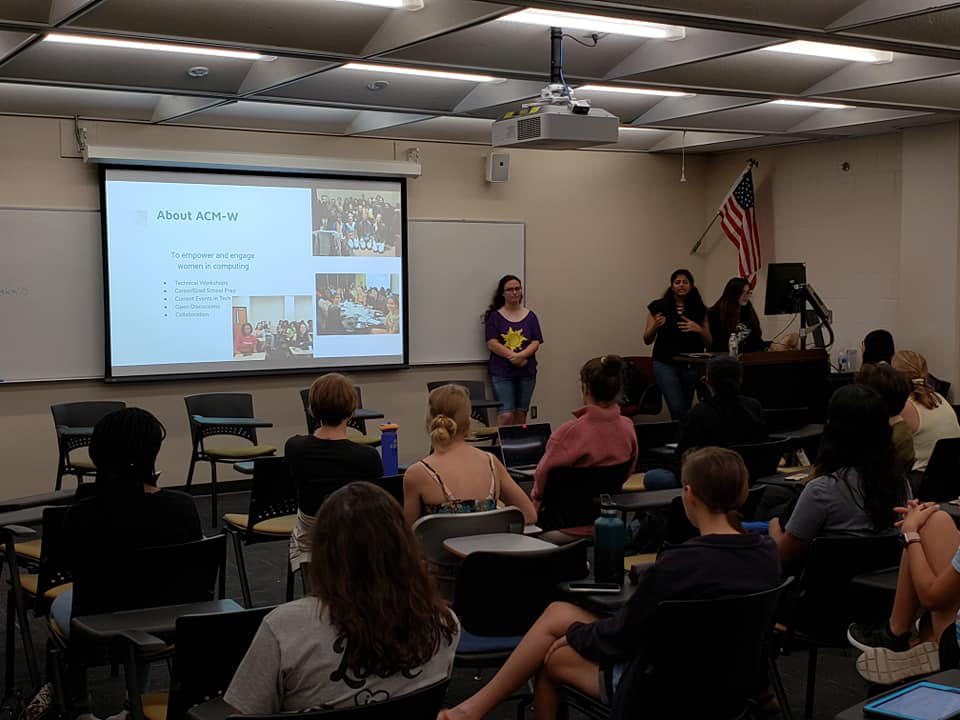 About ACM-W
To empower and engage
women in computing
Technical Workshops
Career/Grad School Prep
Current Events in Tech
Open Discussions
Collaboration